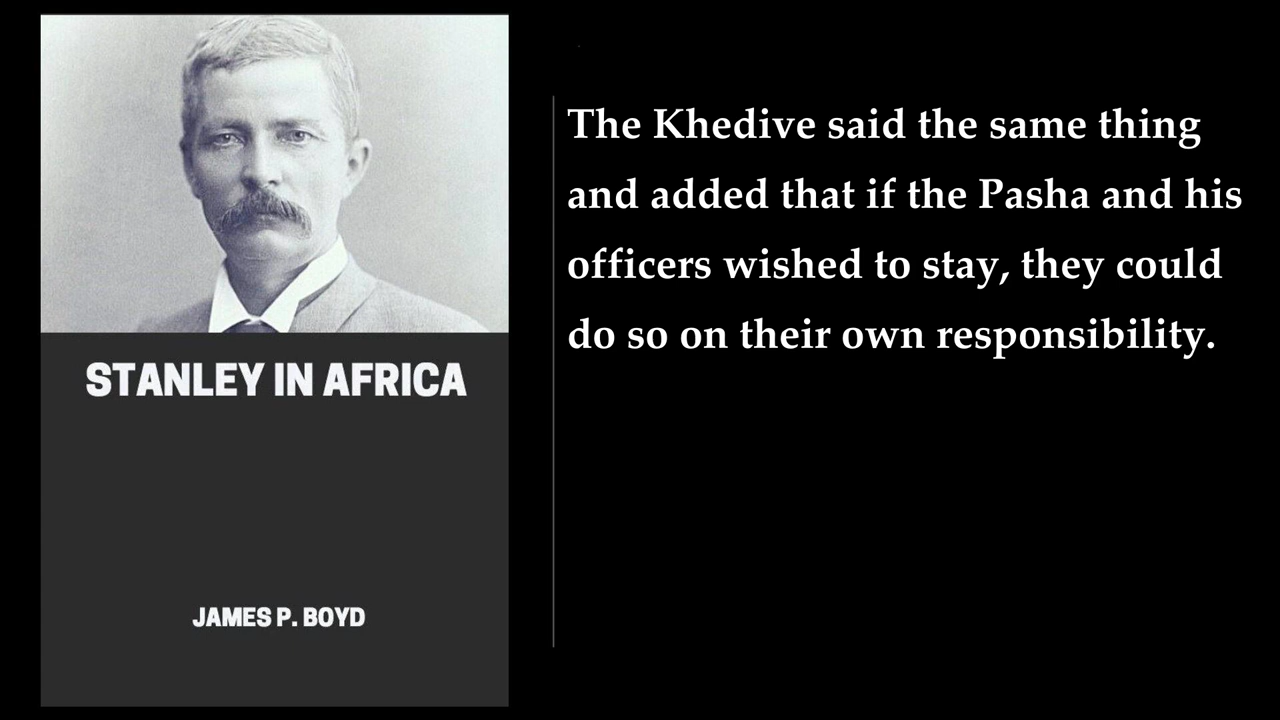 STANLEY IN AFRICA
JAMES P. BOYD
The Khedive said the same thing
and added that if the Pasha and his
officers wished to stay, they could
do so on their own responsibility.